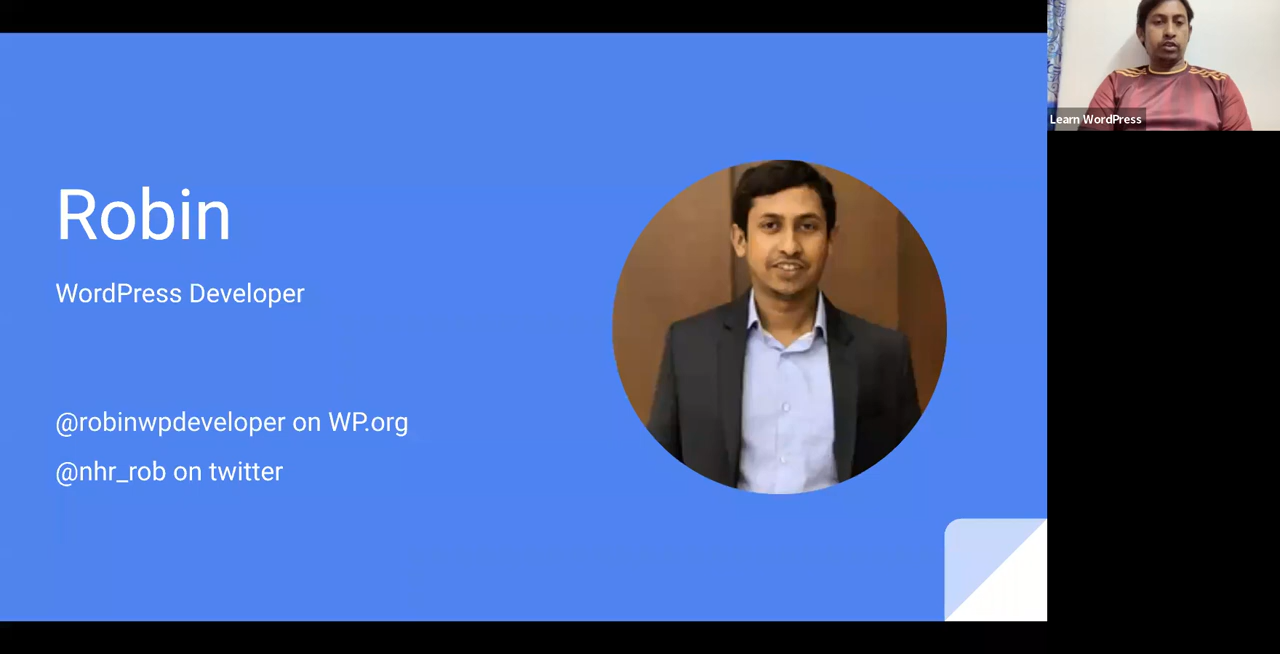 Robin
WordPress Developer
@robinwpdeveloper on WP.org
@nhr_rob on twitter
Learn WordPress